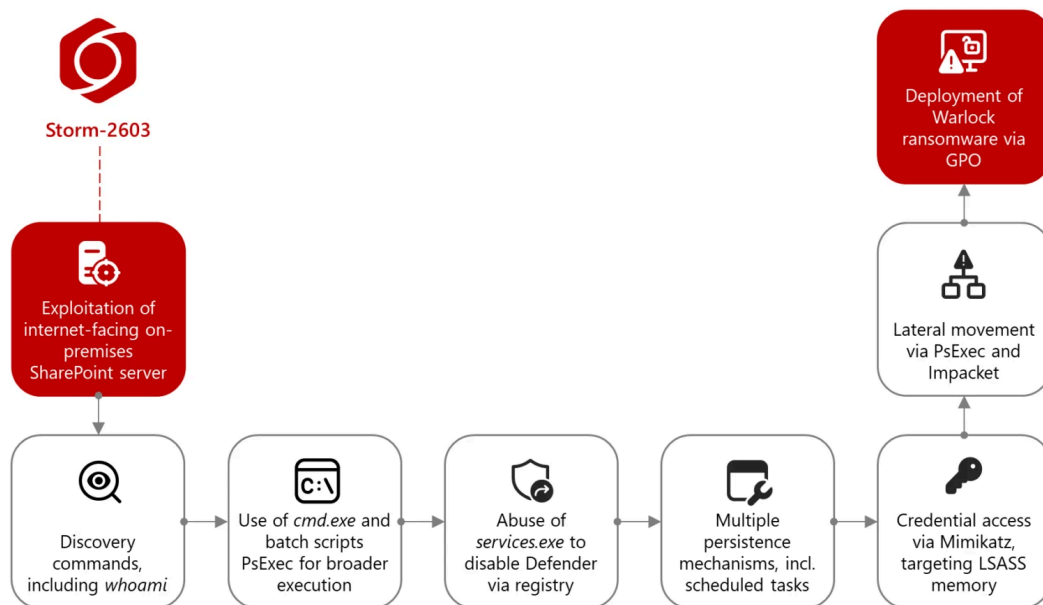 Storm-2603
Exploitation of
internet-facing on-
premises
SharePoint server
Discovery
commands,
including whoami
C:\
Use of cmd.exe and
batch scripts
PsExec for broader
execution
Abuse of
services.exe to
disable Defender
via registry
Multiple
persistence
mechanisms, incl.
scheduled tasks
Credential access
via Mimikatz,
targeting LSASS
memory
Lateral movement
via PsExec and
Impacket
Deployment of
Warlock
ransomware via
GPO